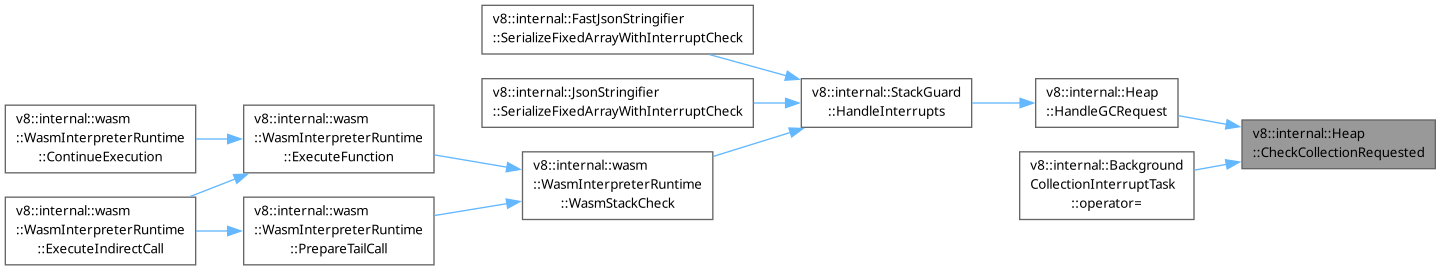 v8::internal::FastJsonStringifier
::SerializeFixedArrayWithInterruptCheck
v8::internal::JsonStringifier
::SerializeFixedArrayWithInterruptCheck
v8::internal::StackGuard
::HandleInterrupts
v8::internal::Heap
::HandleGCRequest
v8::internal::wasm
::WasmInterpreterRuntime
::ContinueExecution
v8::internal::wasm
::WasmInterpreterRuntime
::ExecuteFunction
v8::internal::Heap
::CheckCollectionRequested
v8::internal::wasm
::WasmInterpreterRuntime
::WasmStackCheck
v8::internal::Background
CollectionInterruptTask
::operator=
v8::internal::wasm
::WasmInterpreterRuntime
::ExecuteIndirectCall
v8::internal::wasm
::WasmInterpreterRuntime
::PrepareTailCall